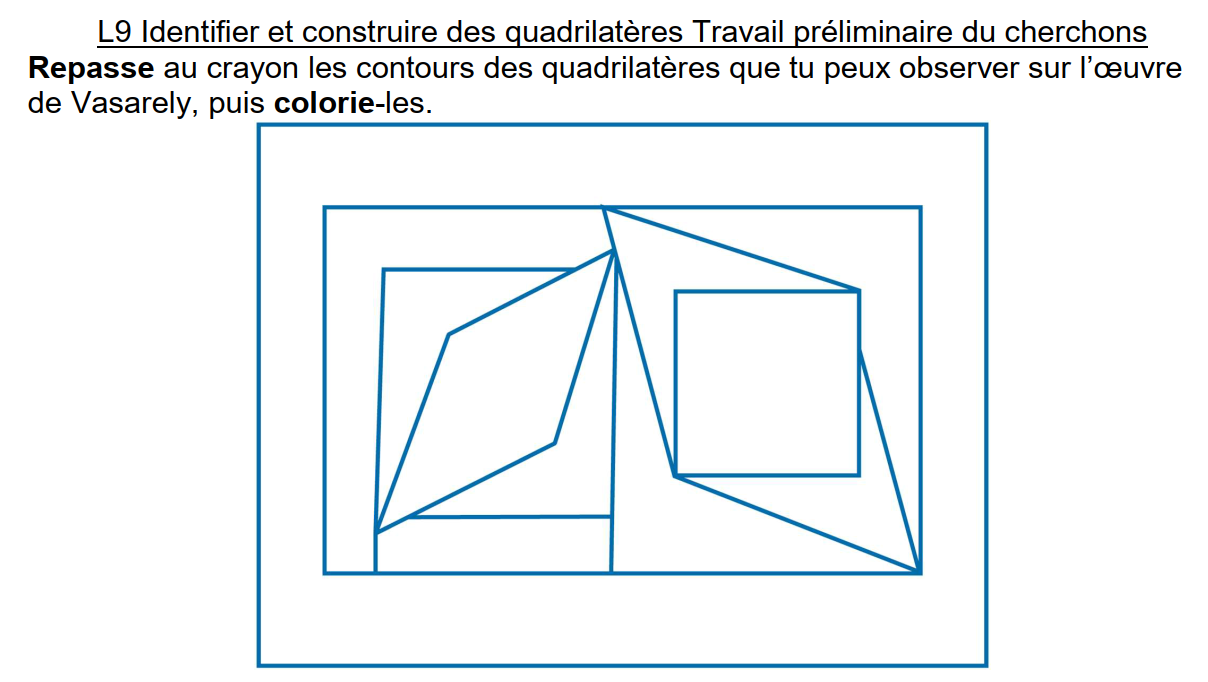 L9 Identifier et construire des quadrilatères Travail préliminaire du cherchons
Repasse au crayon les contours des quadrilatères que tu peux observer sur l’œuvre
de Vasarely, puis colorie-les.